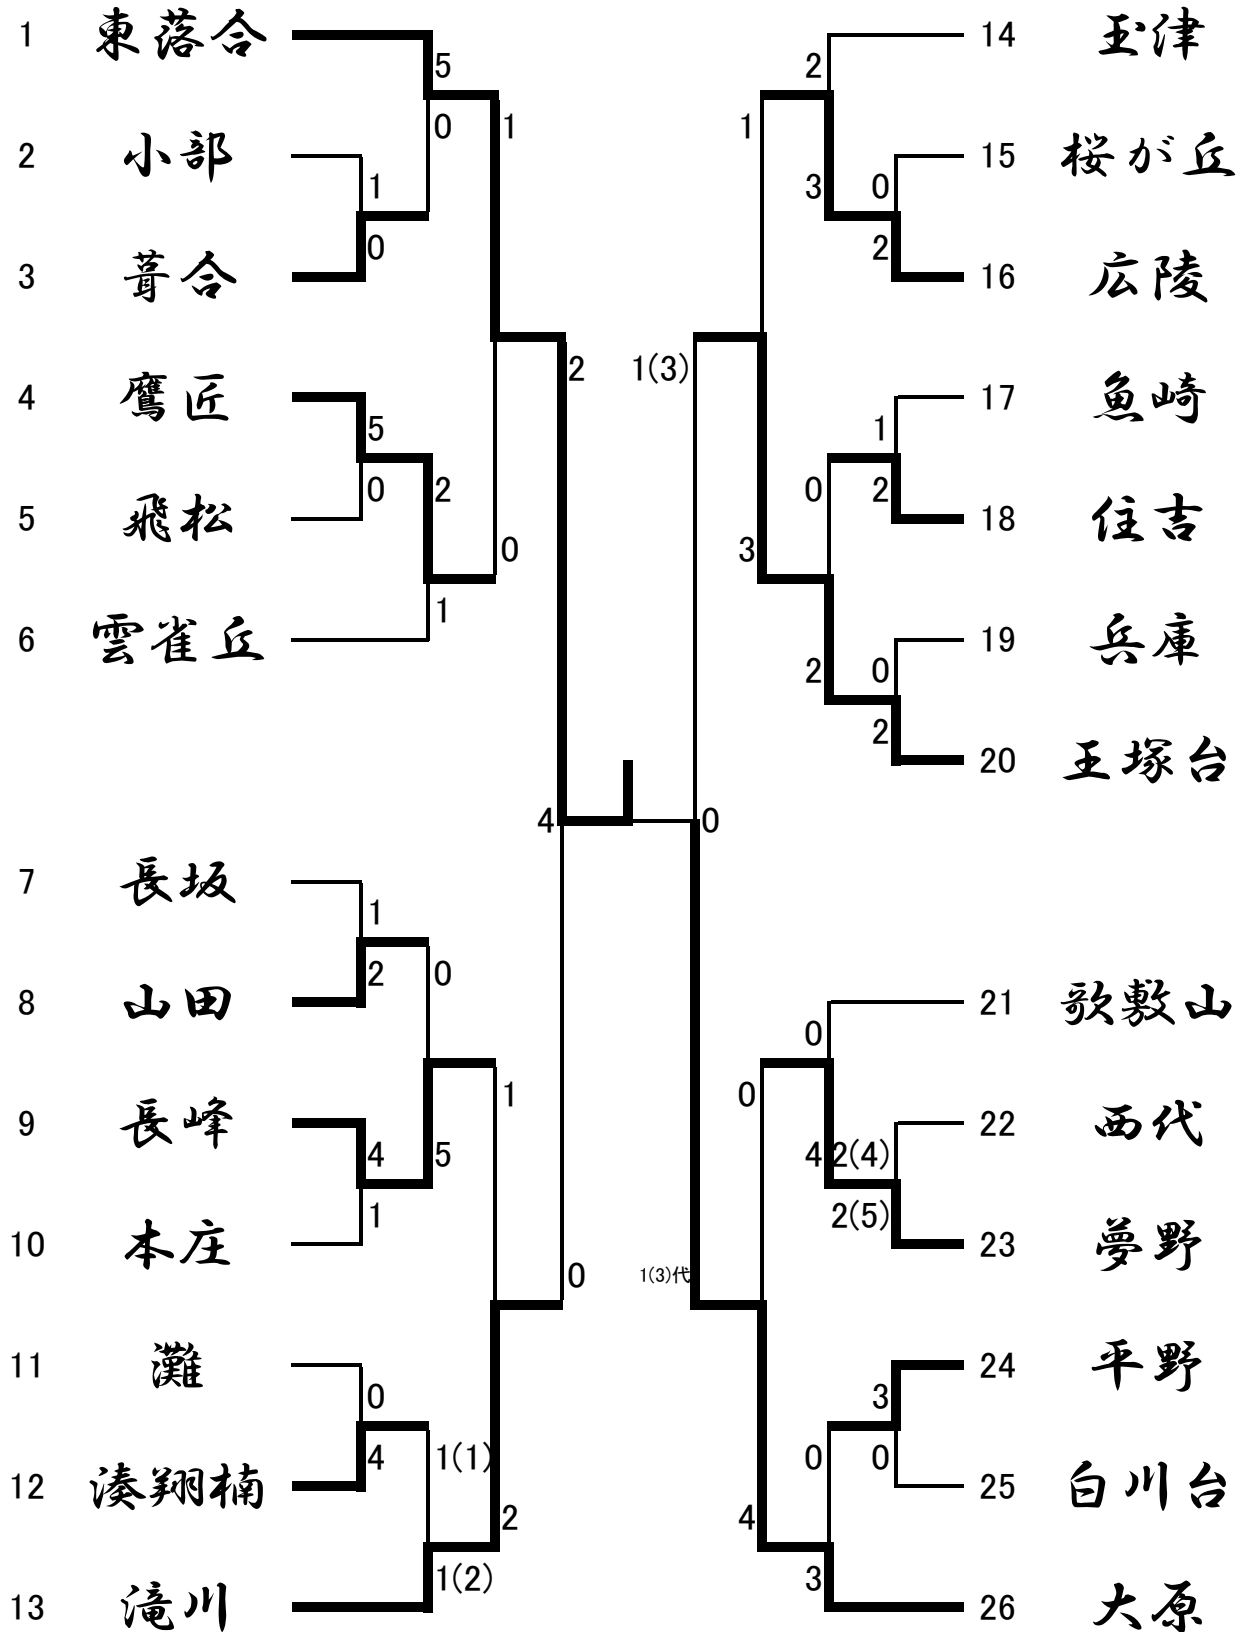 1 東落合
5
0
1
2 小部
1
0
3 葺合
2
4 鷹匠
5
0
2
5 飛松
0
1
6 雲雀丘
4
7 長坂
1
2
0
8 山田
1
9 長峰
4
5
1
10 本庄
0
11 灘
0
4
1(1)
12 湊翔楠
2
1(2)
13 滝川
14 玉津
2
1
15 桜が丘
3
0
2
16 広陵
1(3)
17 魚崎
1
0
2
18 住吉
3
19 兵庫
2
0
2
20 王塚台
0
21 歌敷山
0
0
22 西代
4
2(4)
2(5)
23 夢野
1(3)代
24 平野
3
0
0
25 白川台
4
3
26 大原